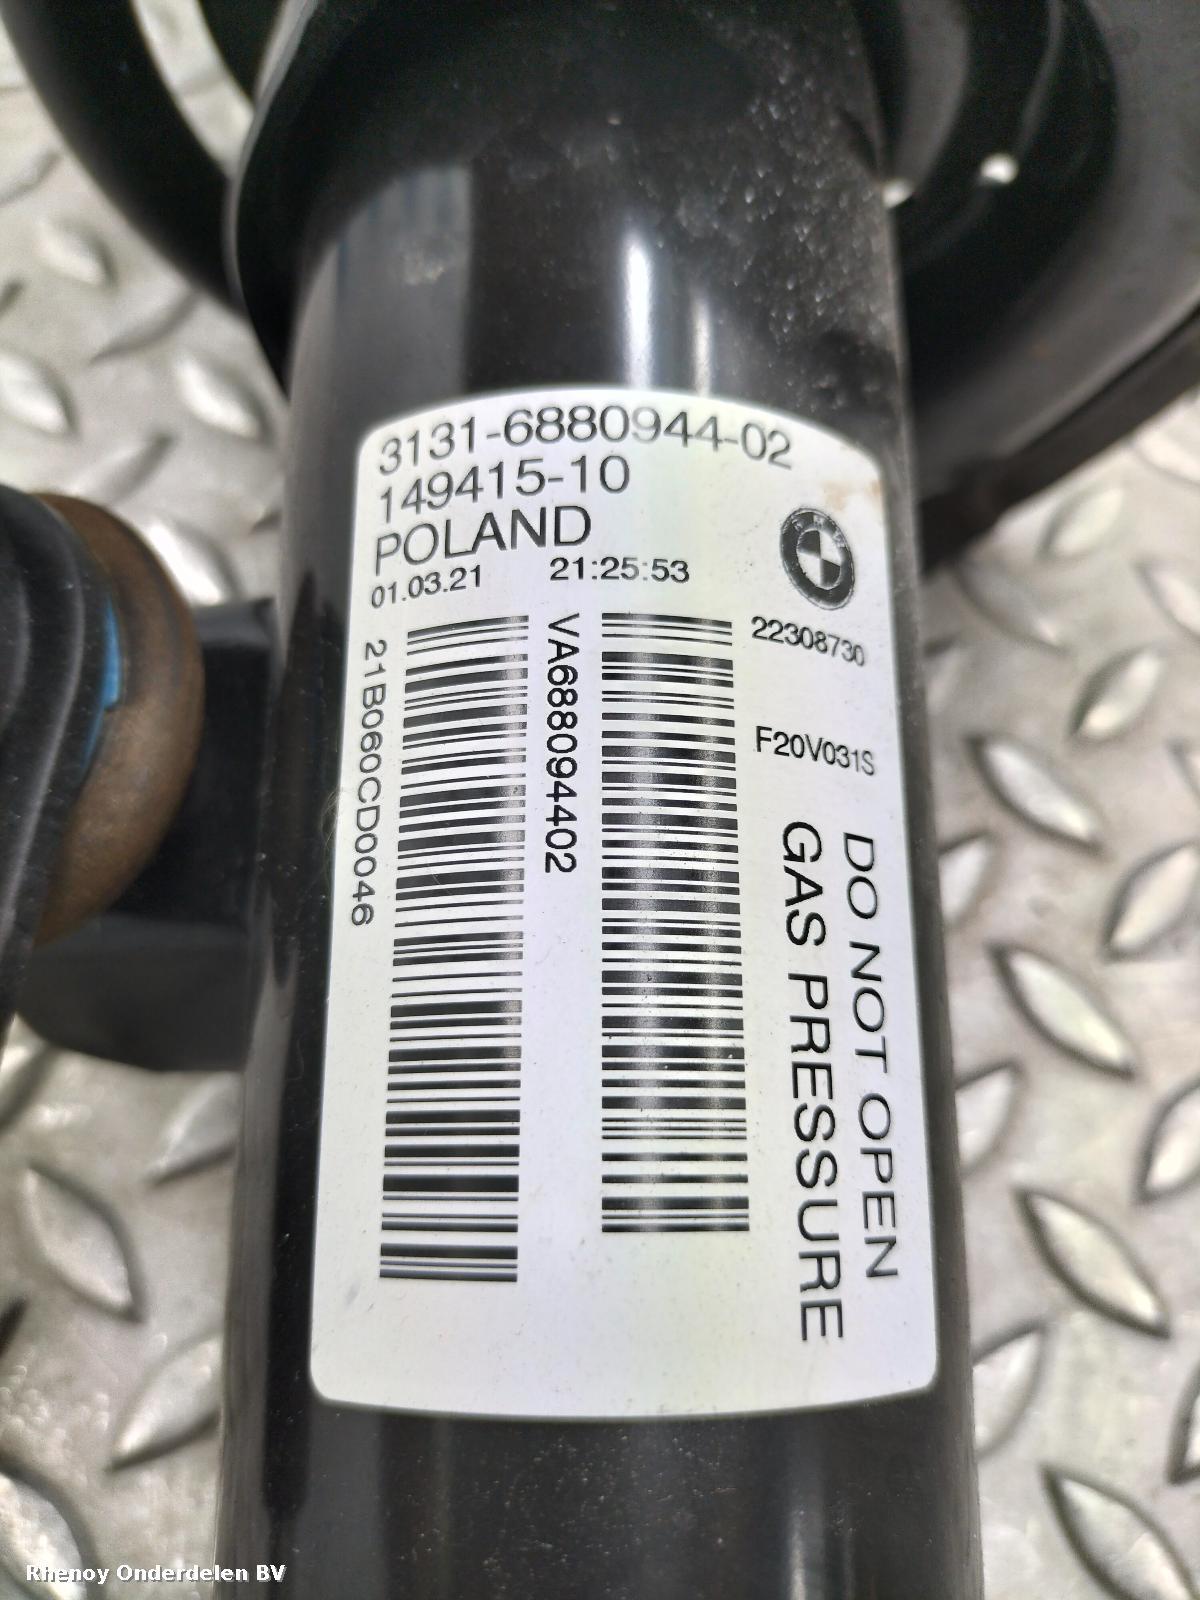 3131-6880944-02
149415-10
POLAND
01.03.21 21:25:53
BMW
22308730
F20V031S
21B060CD0046
VA688094402
DO NOT OPEN
GAS PRESSURE
Rhenoy Onderdelen BV